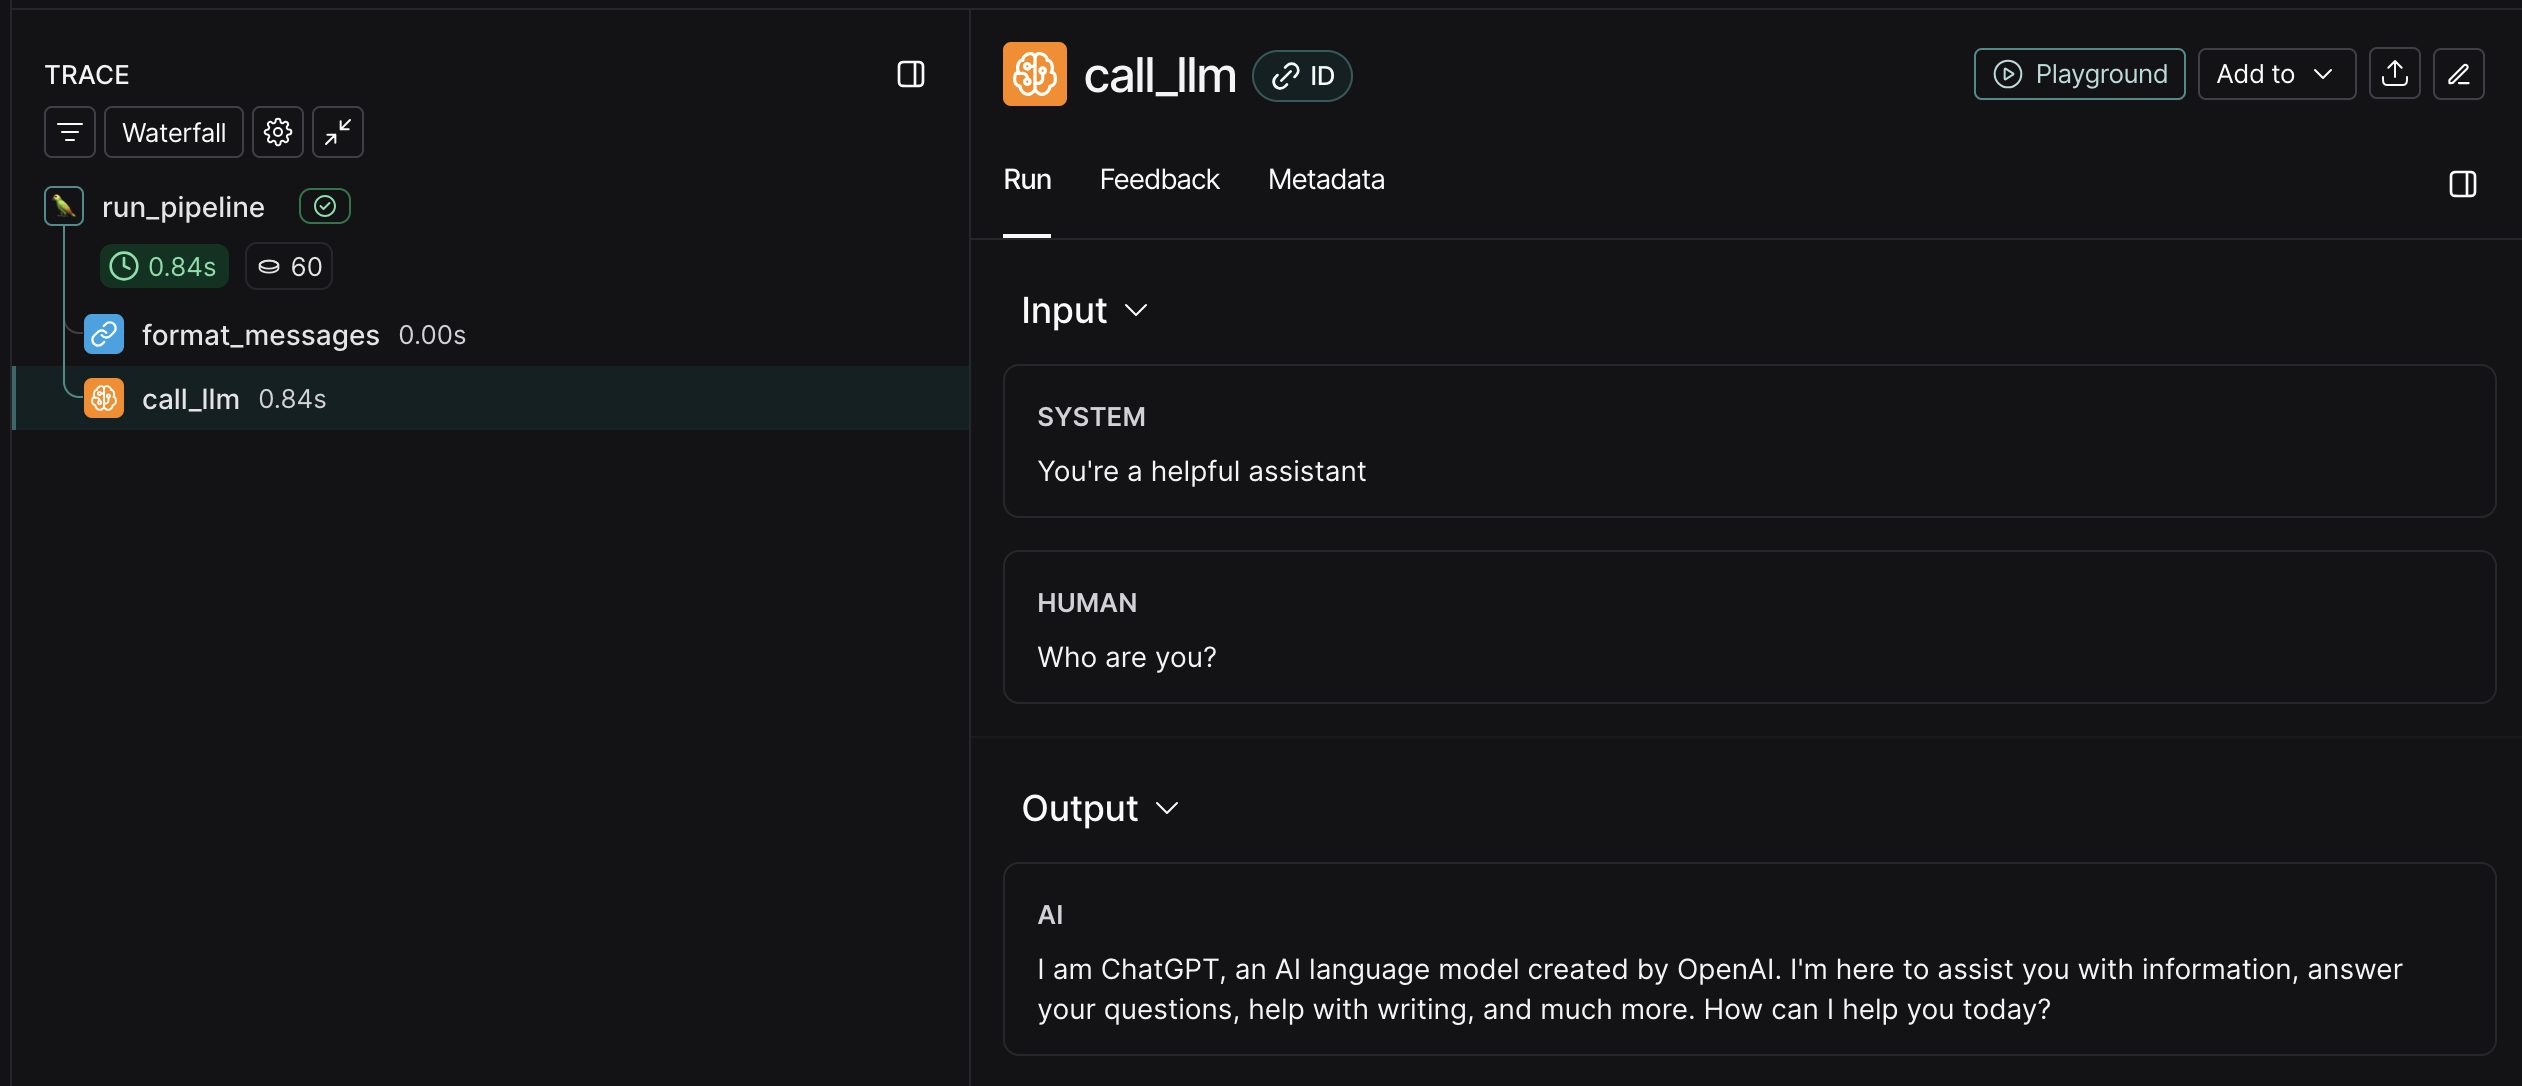 TRACE
Waterfall
run_pipeline
0.84s 60
format_messages 0.00s
call_llm 0.84s
call_llm ID
Playground Add to
Run Feedback Metadata
Input
SYSTEM
You're a helpful assistant
HUMAN
Who are you?
Output
AI
I am ChatGPT, an AI language model created by OpenAI. I'm here to assist you with information, answer
your questions, help with writing, and much more. How can I help you today?